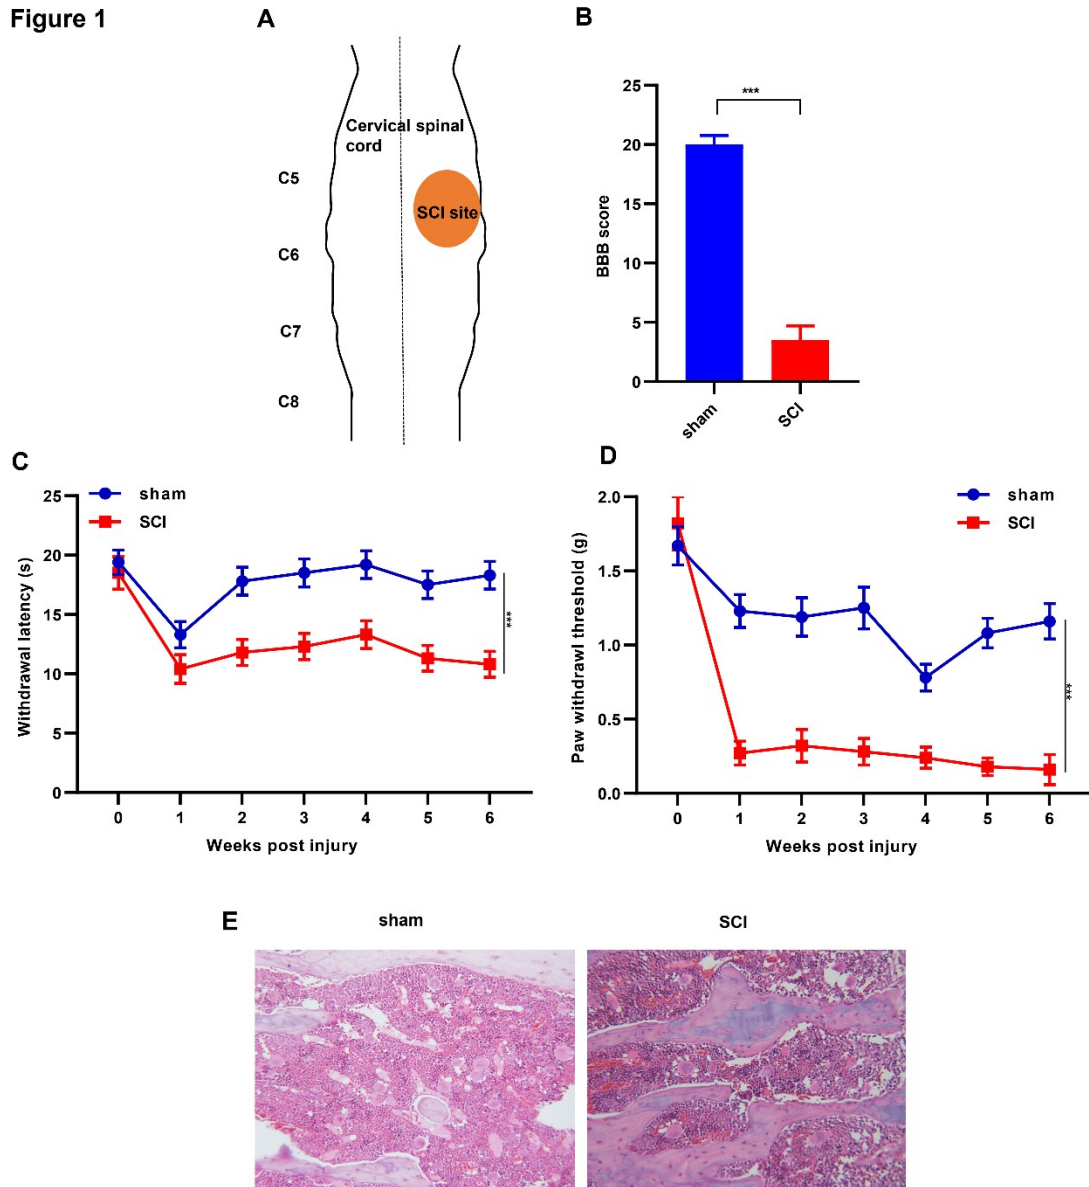 Figure 1
A
Cervical spinal
cord
C5
SCI site
C6
C7
C8
B
***
25
20
15
10
5
0
BBB score
sham
SCI
C
sham
SCI
25
20
15
10
5
0
Withdrawal latency (s)
***
0 1 2 3 4 5 6
Weeks post injury
D
sham
SCI
2.0
1.5
1.0
0.5
0.0
Paw withdrawl threshold (g)
***
0 1 2 3 4 5 6
Weeks post injury
E
sham
SCI